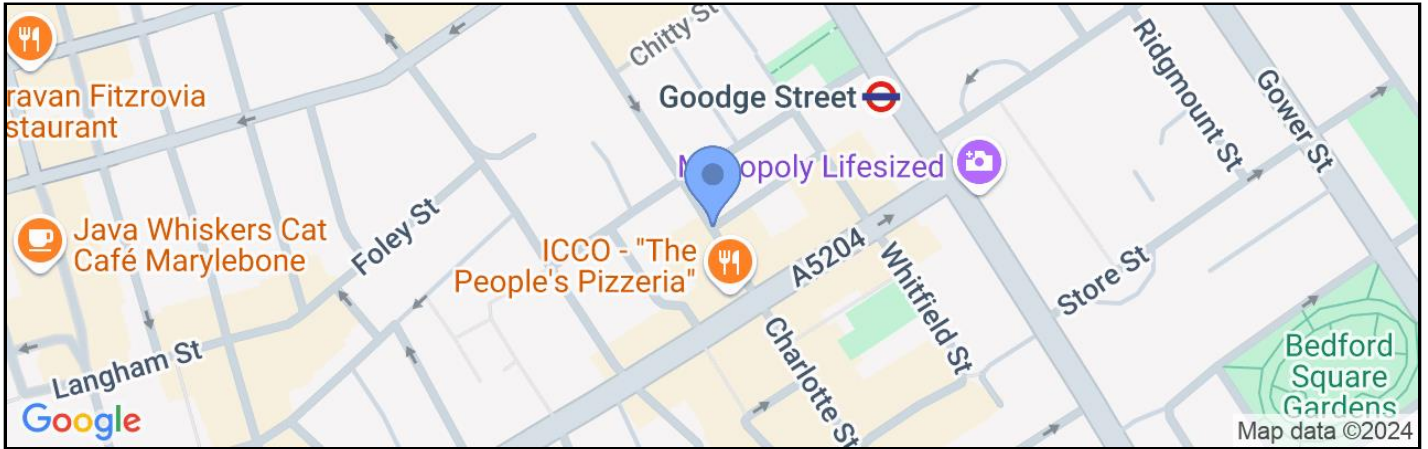 Chitty St
Ridgmount St
Gower St
ravan Fitzrovia
staurant
Goodge Street
opoly Lifesized
Java Whiskers Cat
Café Marylebone
Foley St
ICCO - "The
People's Pizzeria"
A5204
Whitfield St
Store St
Langham St
Charlotte St
Bedford
Square
Gardens
Google
Map data ©2024